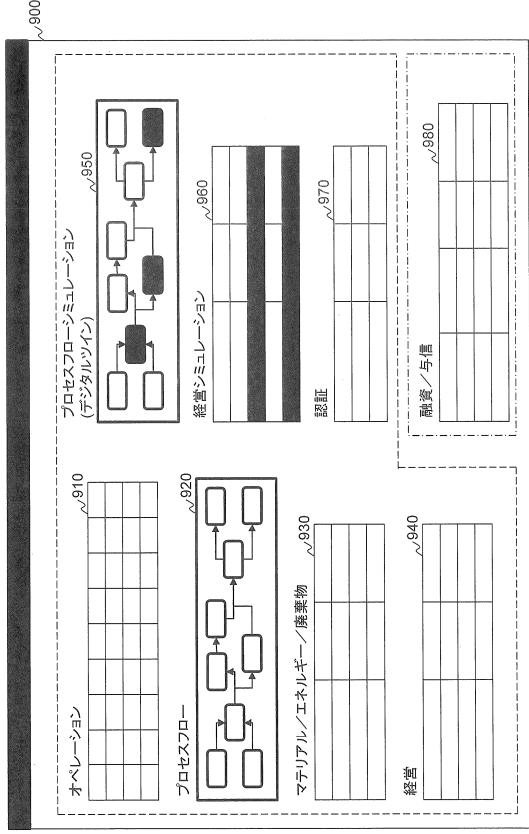 900
オペレーション
910
プロセスフロー
920
マテリアル／エネルギー／廃棄物
930
経営
940
プロセスフローシミュレーション
(デジタルツイン)
950
経営シミュレーション
960
認証
970
融資／与信
980